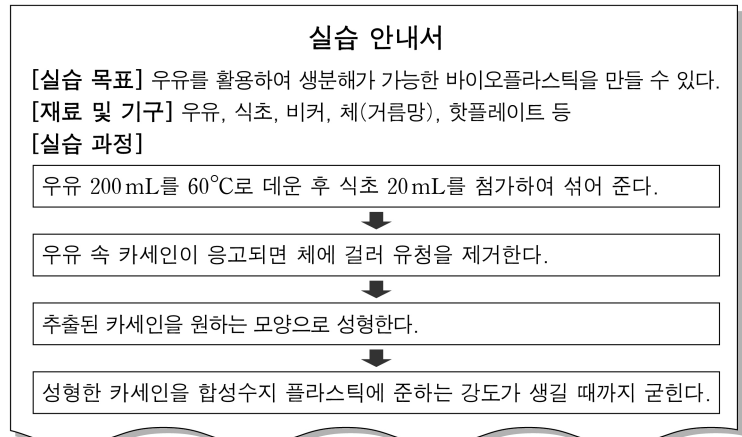 실습 안내서
[실습 목표] 우유를 활용하여 생분해가 가능한 바이오플라스틱을 만들 수 있다.
[재료 및 기구] 우유, 식초, 비커, 체(거름망), 핫플레이트 등
[실습 과정]
우유 200 mL를 60℃로 데운 후 식초 20 mL를 첨가하여 섞어 준다.
우유 속 카세인이 응고되면 체에 걸러 유청을 제거한다.
추출된 카세인을 원하는 모양으로 성형한다.
성형한 카세인을 합성수지 플라스틱에 준하는 강도가 생길 때까지 굳힌다.